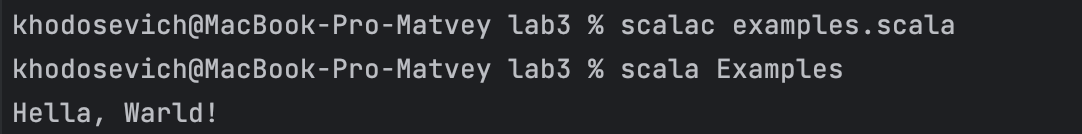 khodosevich@MacBook-Pro-Matvey lab3 % scalac examples.scala
khodosevich@MacBook-Pro-Matvey lab3 % scala Examples
Hella, Warld!